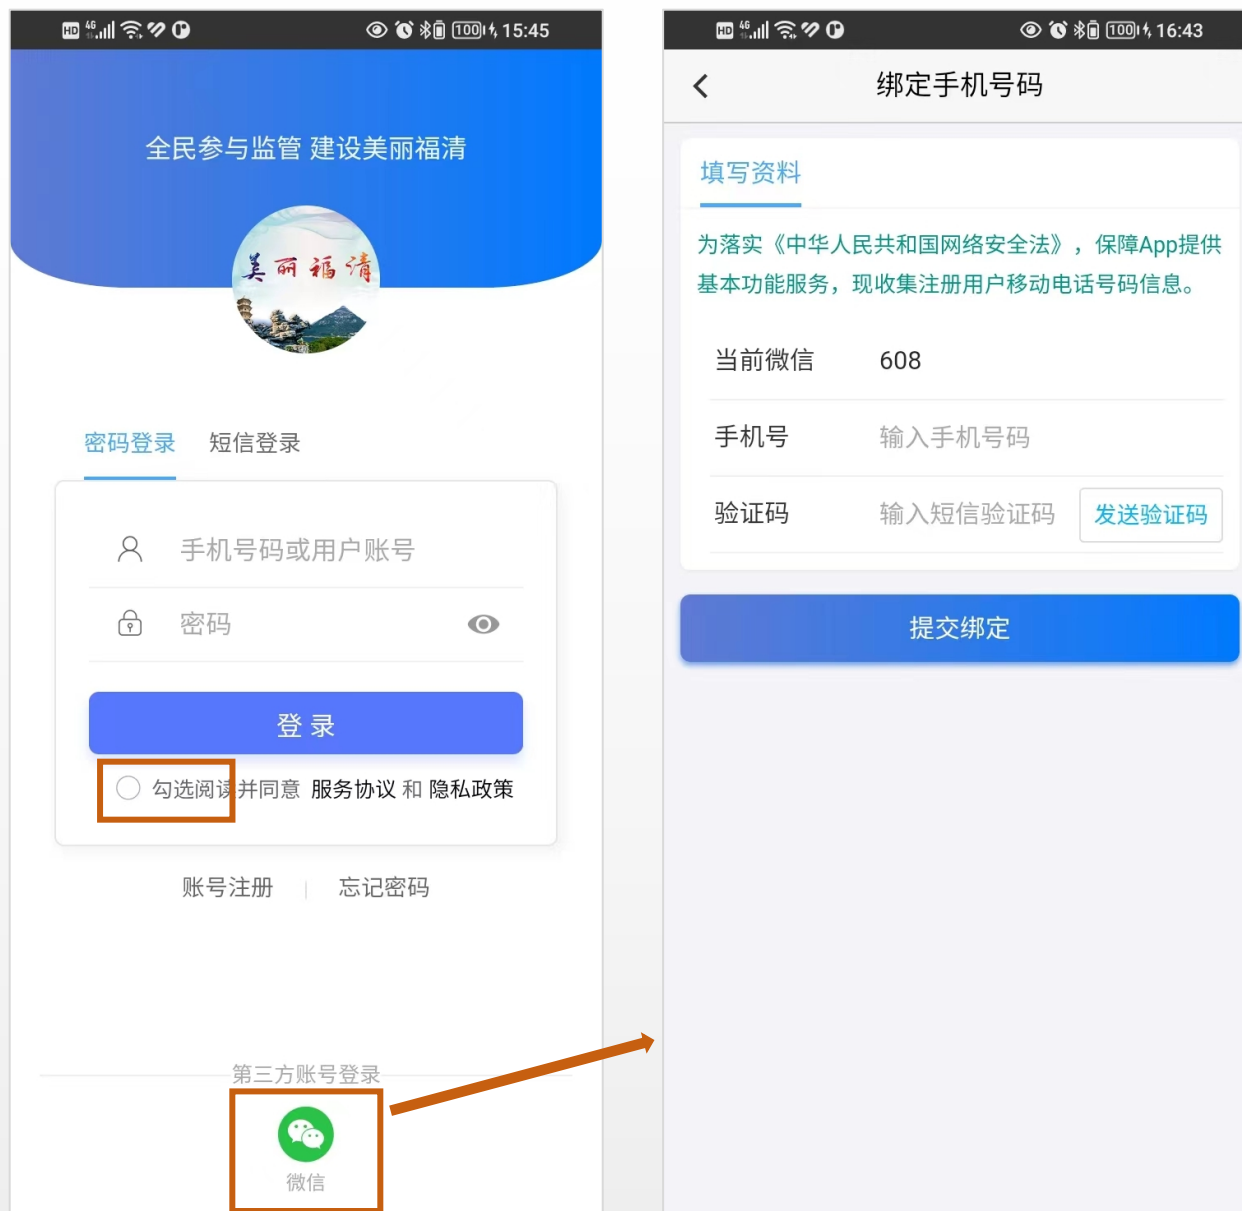 HD 4G 100 15:45
全民参与监管 建设美丽福清
美丽福清
密码登录 短信登录
手机号码或用户账号
密码
登 录
勾选阅读并同意 服务协议 和 隐私政策
账号注册 忘记密码
第三方账号登录
微信
HD 4G 100 16:43
绑定手机号码
填写资料
为落实《中华人民共和国网络安全法》，保障App提供
基本功能服务，现收集注册用户移动电话号码信息。
当前微信 608
手机号 输入手机号码
验证码 输入短信验证码 发送验证码
提交绑定